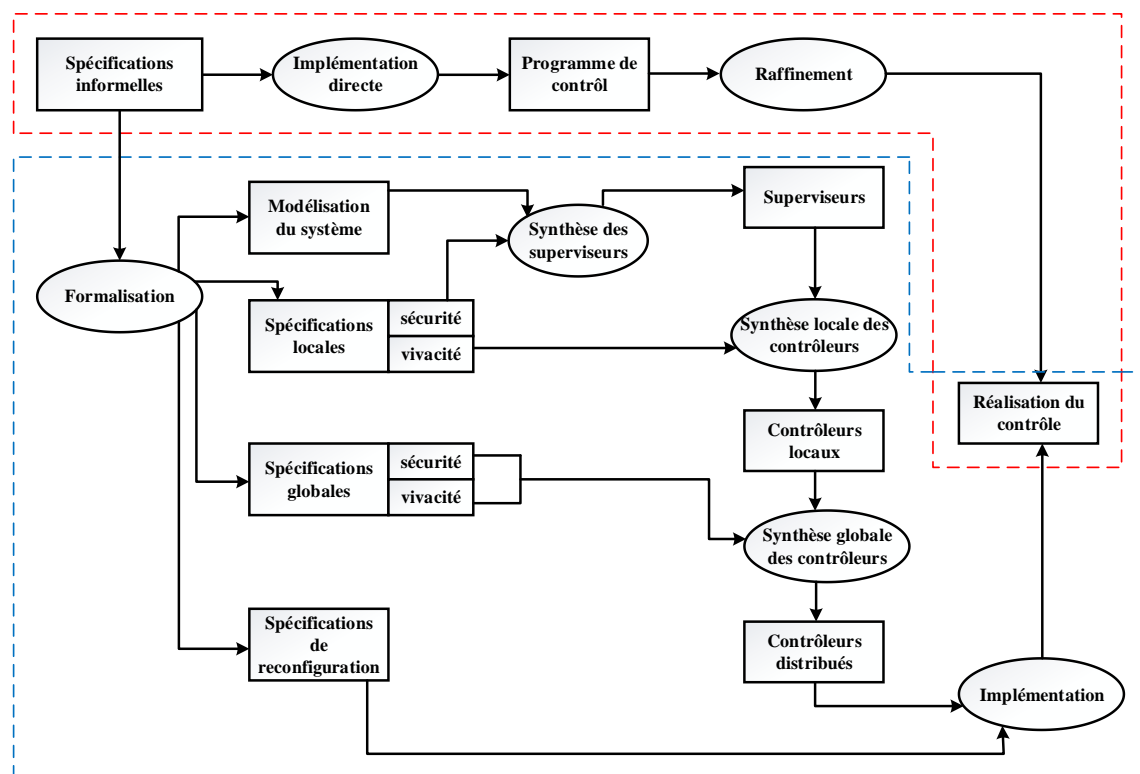 Spécifications
informelles
Implémentation
directe
Programme de
contrôl
Raffinement
Modélisation
du système
Synthèse des
superviseurs
Superviseurs
Formalisation
Spécifications
locales
sécurité
vivacité
Synthèse locale des
contrôleurs
Réalisation du
contrôle
Contrôleurs
locaux
Spécifications
globales
sécurité
vivacité
Synthèse globale
des contrôleurs
Spécifications
de
reconfiguration
Contrôleurs
distribués
Implémentation